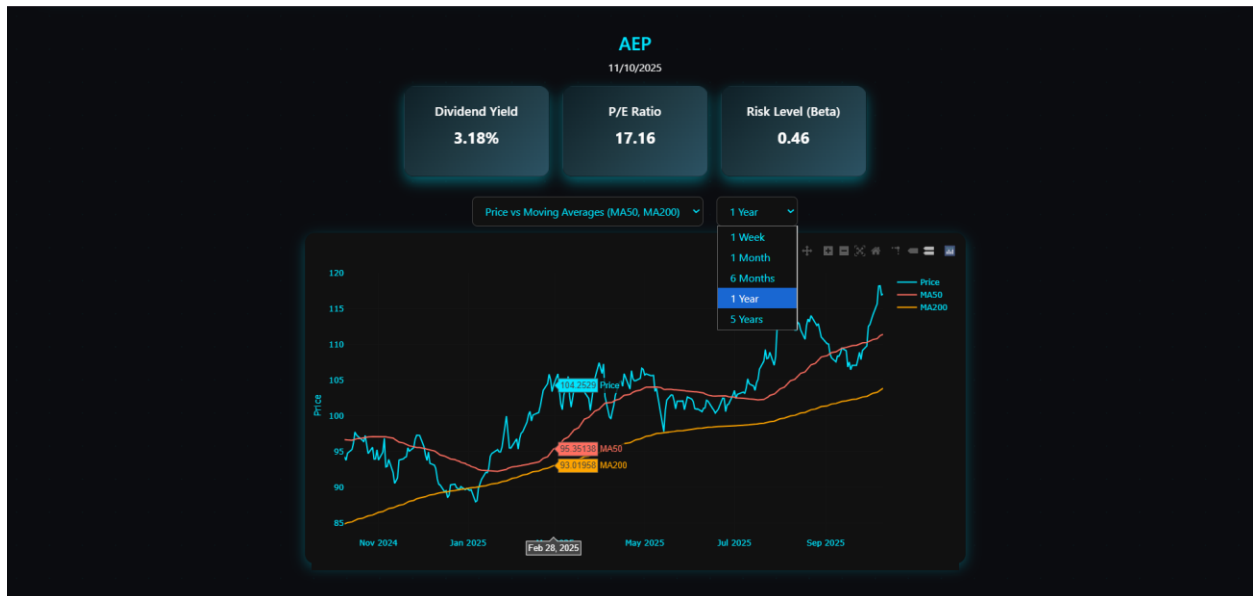 AEP
11/10/2025
Dividend Yield
3.18%
P/E Ratio
17.16
Risk Level (Beta)
0.46
Price vs Moving Averages (MA50, MA200)
1 Year
1 Week
1 Month
6 Months
1 Year
5 Years
Price
MA50
MA200
120
115
110
105
100
95
90
85
Price
104.2529 Price
95.35138 MA50
93.01958 MA200
Nov 2024
Jan 2025
Feb 28, 2025
May 2025
Jul 2025
Sep 2025